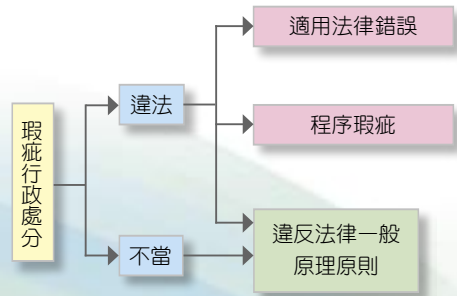 適用法律錯誤
違法
程序瑕疵
瑕疵行政處分
不當
違反法律一般
原理原則